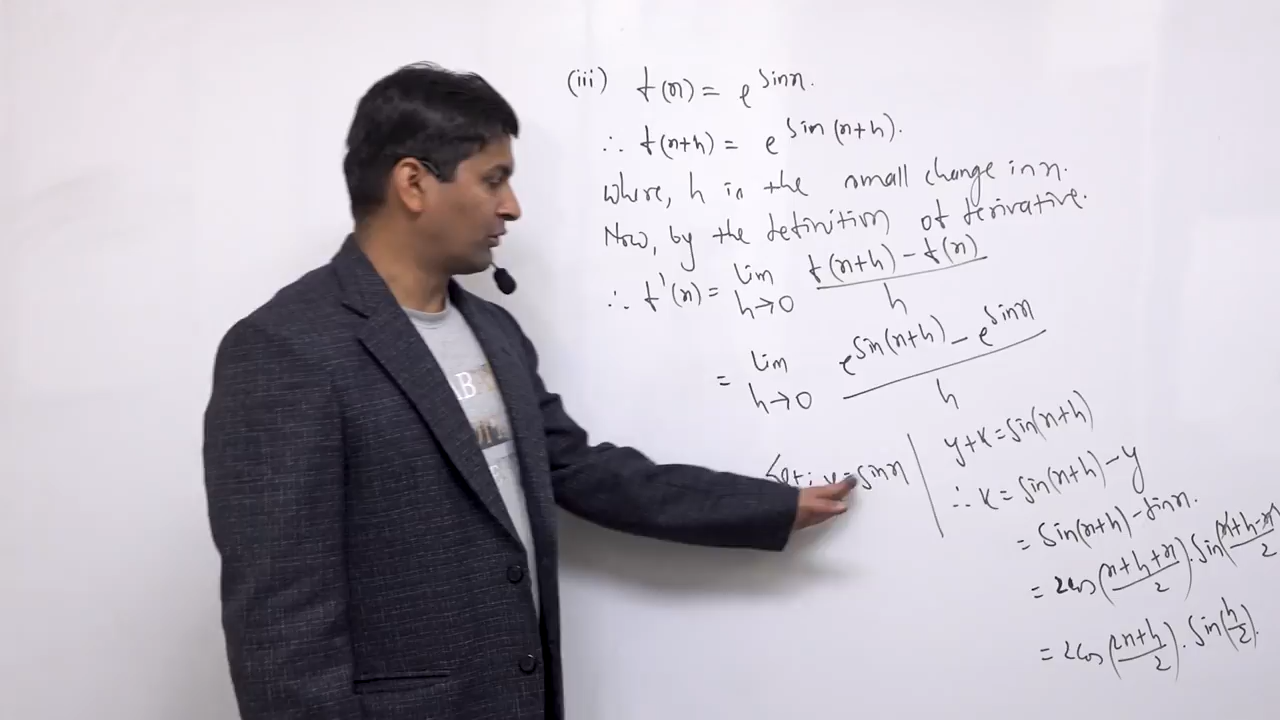 (iii) f(x) = e^sinx.
∴ f(x+h) = e^sin(x+h).
where, h is the small change in x.
Now, by the definition of derivative.
∴ f'(x) = lim h→0 f(x+h) - f(x) / h
= lim h→0 e^sin(x+h) - e^sinx / h
= sinx
y+k = sin(x+h)
∴ k = sin(x+h) - y
= sin(x+h) - sinx.
= 2cos(x+h+x / 2). sin(x+h-x / 2)
= 2cos(2x+h / 2). sin(h/2).
AB